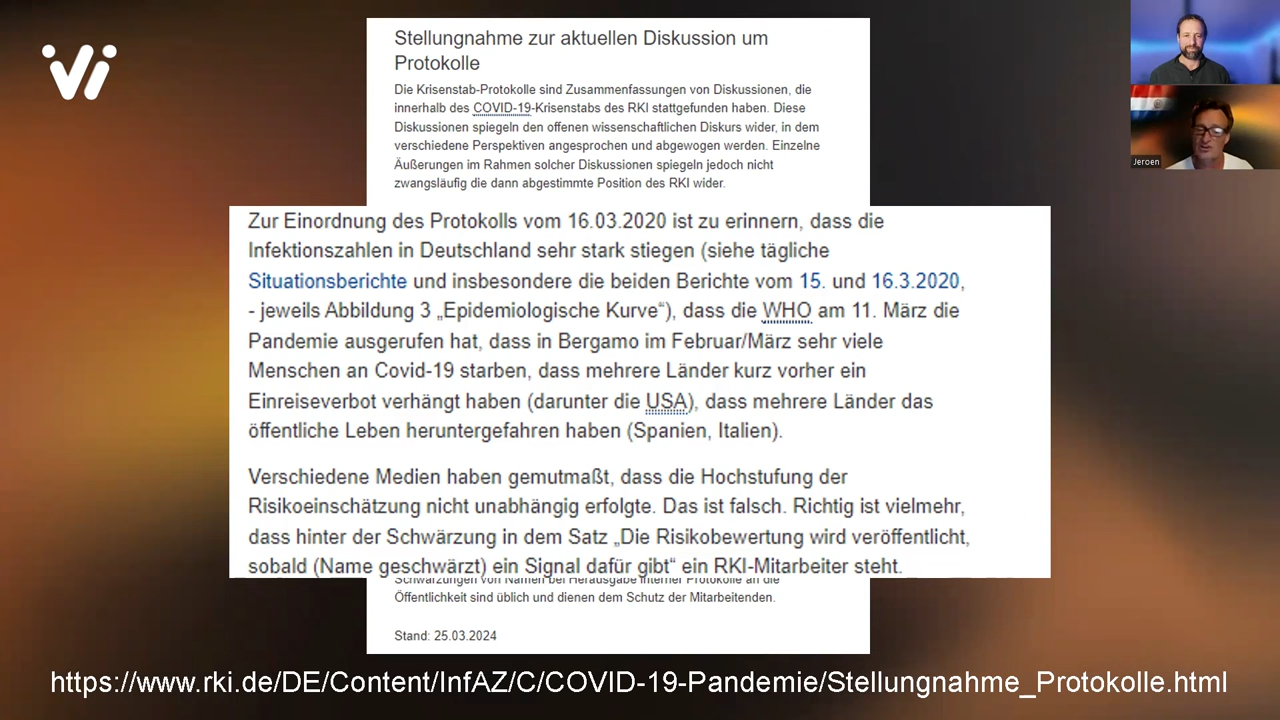 Vi
Stellungnahme zur aktuellen Diskussion um
Protokolle
Die Krisenstab-Protokolle sind Zusammenfassungen von Diskussionen, die
innerhalb des COVID-19-Krisenstabs des RKI stattgefunden haben. Diese
Diskussionen spiegeln den offenen wissenschaftlichen Diskurs wider, in dem
verschiedene Perspektiven angesprochen und abgewogen werden. Einzelne
Äußerungen im Rahmen solcher Diskussionen spiegeln jedoch nicht
zwangsläufig die dann abgestimmte Position des RKI wider.
Zur Einordnung des Protokolls vom 16.03.2020 ist zu erinnern, dass die
Infektionszahlen in Deutschland sehr stark stiegen (siehe tägliche
Situationsberichte und insbesondere die beiden Berichte vom 15. und 16.3.2020,
- jeweils Abbildung 3 „Epidemiologische Kurve“), dass die WHO am 11. März die
Pandemie ausgerufen hat, dass in Bergamo im Februar/März sehr viele
Menschen an Covid-19 starben, dass mehrere Länder kurz vorher ein
Einreiseverbot verhängt haben (darunter die USA), dass mehrere Länder das
öffentliche Leben heruntergefahren haben (Spanien, Italien).
Verschiedene Medien haben gemutmaßt, dass die Hochstufung der
Risikoeinschätzung nicht unabhängig erfolgte. Das ist falsch. Richtig ist vielmehr,
dass hinter der Schwärzung in dem Satz „Die Risikobewertung wird veröffentlicht,
sobald (Name geschwärzt) ein Signal dafür gibt“ ein RKI-Mitarbeiter steht.
Schwärzungen von Namen bei Herausgabe interner Protokolle an die
Öffentlichkeit sind üblich und dienen dem Schutz der Mitarbeitenden.
Stand: 25.03.2024
https://www.rki.de/DE/Content/InfAZ/C/COVID-19-Pandemie/Stellungnahme_Protokolle.html
Jeroen